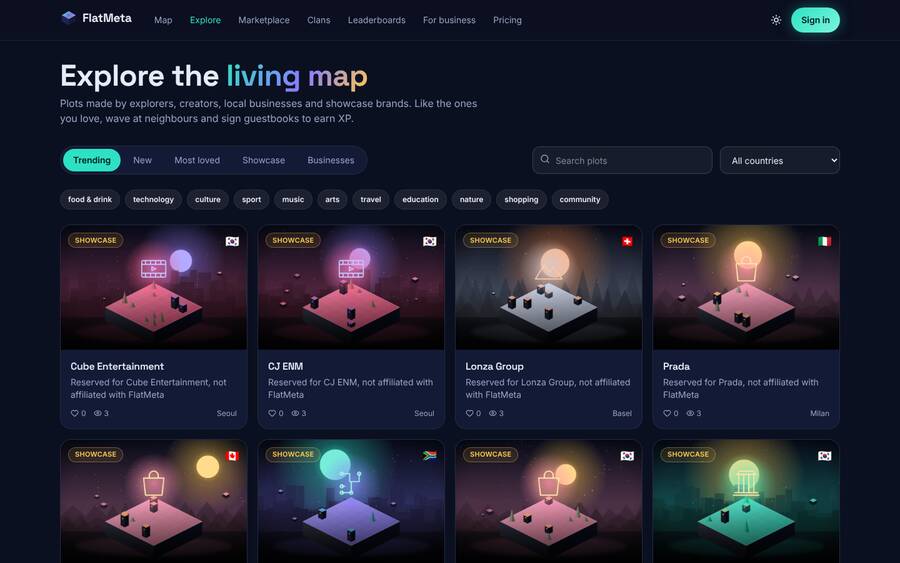 FlatMeta
Map
Explore
Marketplace
Clans
Leaderboards
For business
Pricing
Sign in
Explore the living map
Plots made by explorers, creators, local businesses and showcase brands. Like the ones
you love, wave at neighbours and sign guestbooks to earn XP.
Trending
New
Most loved
Showcase
Businesses
Search plots
All countries
food & drink
technology
culture
sport
music
arts
travel
education
nature
shopping
community
SHOWCASE
Cube Entertainment
Reserved for Cube Entertainment, not
affiliated with FlatMeta
0
3
Seoul
SHOWCASE
CJ ENM
Reserved for CJ ENM, not affiliated with
FlatMeta
0
3
Seoul
SHOWCASE
Lonza Group
Reserved for Lonza Group, not affiliated
with FlatMeta
0
3
Basel
SHOWCASE
Prada
Reserved for Prada, not affiliated with
FlatMeta
0
3
Milan
SHOWCASE
SHOWCASE
SHOWCASE
SHOWCASE